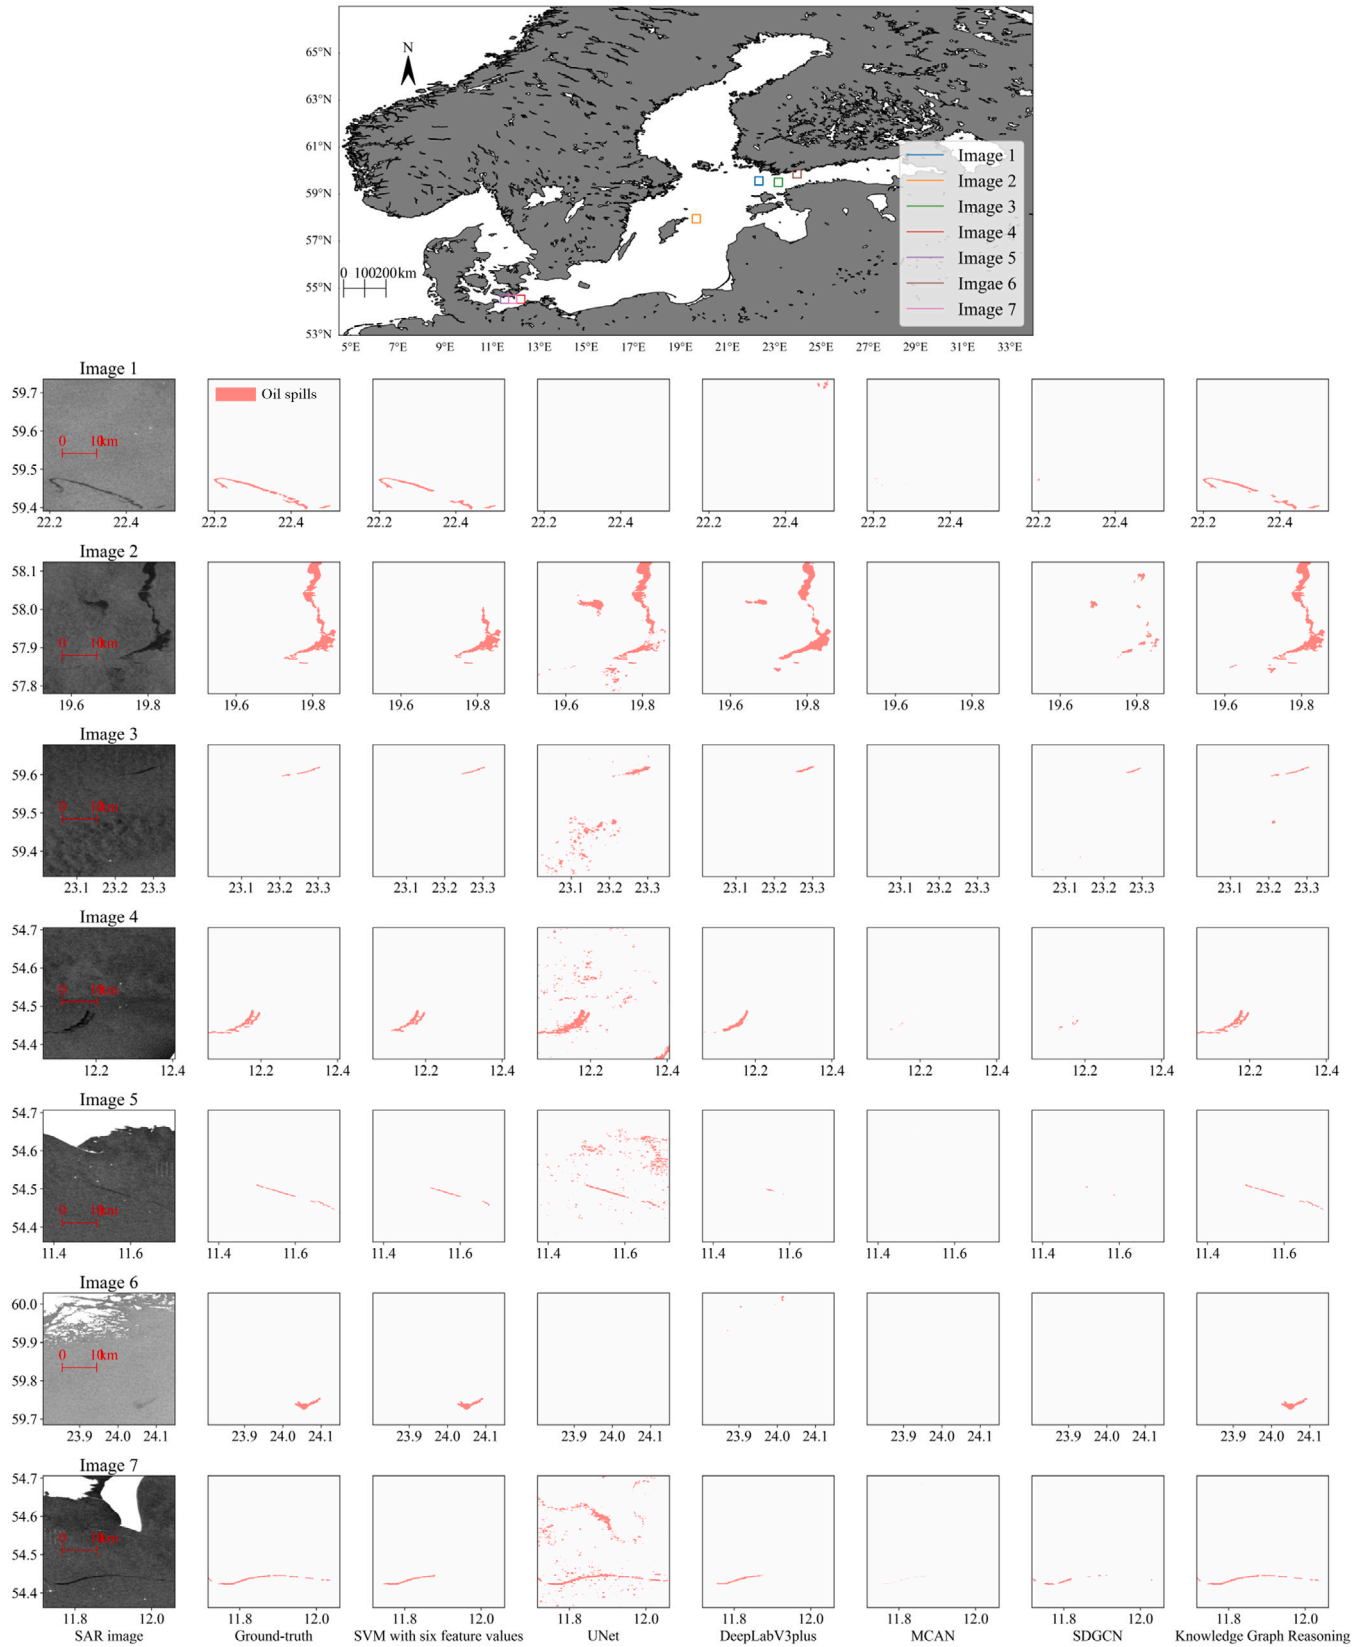 N
65°N
63°N
61°N
59°N
57°N
55°N
53°N
0 100200km
5°E 7°E 9°E 11°E 13°E 15°E 17°E 19°E 21°E 23°E 25°E 27°E 29°E 31°E 33°E
Image 1
Image 2
Image 3
Image 4
Image 5
Imgae 6
Image 7
Image 1
Oil spills
59.7
59.6
0 10km
59.5
59.4
22.2 22.4 22.2 22.4 22.2 22.4 22.2 22.4 22.2 22.4 22.2 22.4 22.2 22.4 22.2 22.4
Image 2
58.1
58.0
57.9
0 10km
57.8
19.6 19.8 19.6 19.8 19.6 19.8 19.6 19.8 19.6 19.8 19.6 19.8 19.6 19.8 19.6 19.8
Image 3
59.6
0 10km
59.5
59.4
23.1 23.2 23.3 23.1 23.2 23.3 23.1 23.2 23.3 23.1 23.2 23.3 23.1 23.2 23.3 23.1 23.2 23.3 23.1 23.2 23.3 23.1 23.2 23.3
Image 4
54.7
54.6
0 10km
54.5
54.4
12.2 12.4 12.2 12.4 12.2 12.4 12.2 12.4 12.2 12.4 12.2 12.4 12.2 12.4 12.2 12.4
Image 5
54.7
54.6
54.5
0 10km
54.4
11.4 11.6 11.4 11.6 11.4 11.6 11.4 11.6 11.4 11.6 11.4 11.6 11.4 11.6 11.4 11.6
Image 6
60.0
59.9
0 10km
59.8
59.7
23.9 24.0 24.1 23.9 24.0 24.1 23.9 24.0 24.1 23.9 24.0 24.1 23.9 24.0 24.1 23.9 24.0 24.1 23.9 24.0 24.1 23.9 24.0 24.1
Image 7
54.7
54.6
0 10km
54.5
54.4
11.8 12.0 11.8 12.0 11.8 12.0 11.8 12.0 11.8 12.0 11.8 12.0 11.8 12.0 11.8 12.0
SAR image Ground-truth SVM with six feature values UNet DeepLabV3plus MCAN SDGCN Knowledge Graph Reasoning